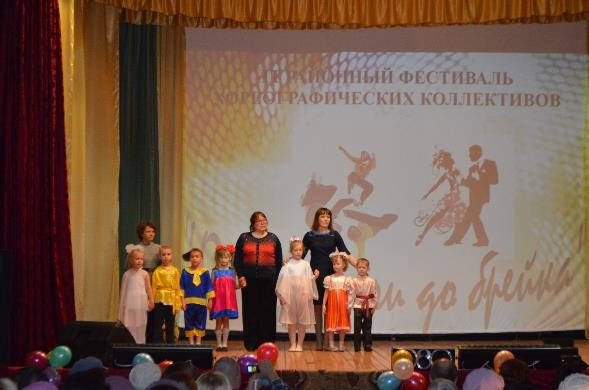 РАЙОННЫЙ ФЕСТИВАЛЬ
ХОРЕОГРАФИЧЕСКИХ КОЛЛЕКТИВОВ
до брейка